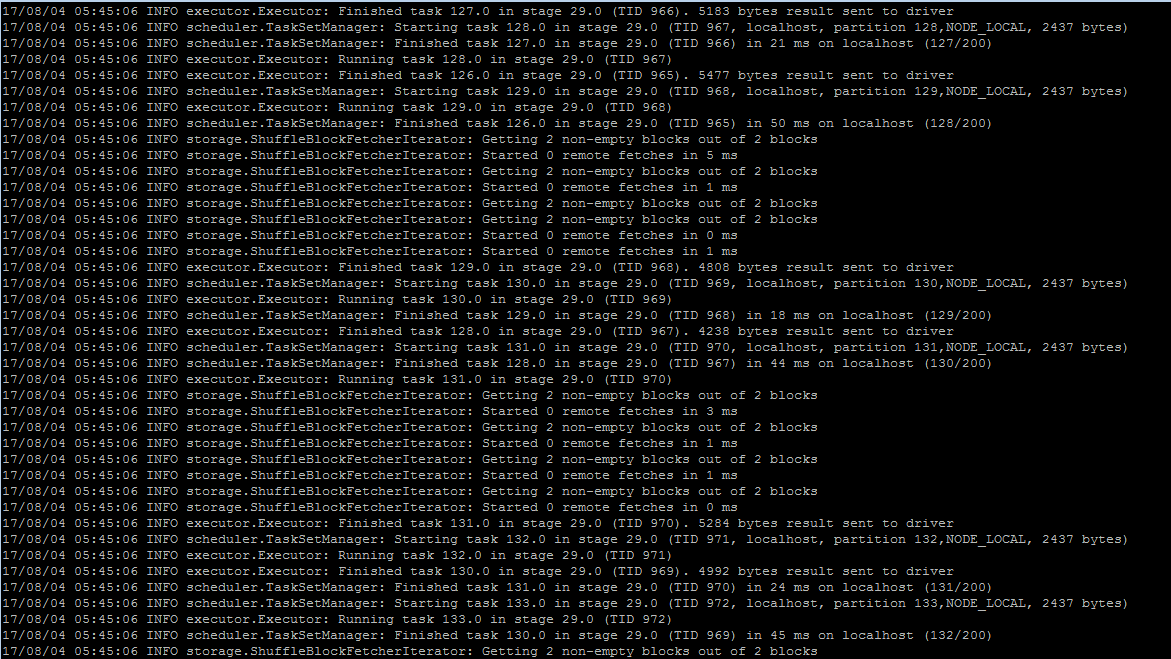 17/08/04 05:45:06 INFO executor.Executor: Finished task 127.0 in stage 29.0 (TID 966). 5183 bytes result sent to driver
17/08/04 05:45:06 INFO scheduler.TaskSetManager: Starting task 128.0 in stage 29.0 (TID 967, localhost, partition 128,NODE_LOCAL, 2437 bytes)
17/08/04 05:45:06 INFO scheduler.TaskSetManager: Finished task 127.0 in stage 29.0 (TID 966) in 21 ms on localhost (127/200)
17/08/04 05:45:06 INFO executor.Executor: Running task 128.0 in stage 29.0 (TID 967)
17/08/04 05:45:06 INFO executor.Executor: Finished task 126.0 in stage 29.0 (TID 965). 5477 bytes result sent to driver
17/08/04 05:45:06 INFO scheduler.TaskSetManager: Starting task 129.0 in stage 29.0 (TID 968, localhost, partition 129,NODE_LOCAL, 2437 bytes)
17/08/04 05:45:06 INFO executor.Executor: Running task 129.0 in stage 29.0 (TID 968)
17/08/04 05:45:06 INFO scheduler.TaskSetManager: Finished task 126.0 in stage 29.0 (TID 965) in 50 ms on localhost (128/200)
17/08/04 05:45:06 INFO storage.ShuffleBlockFetcherIterator: Getting 2 non-empty blocks out of 2 blocks
17/08/04 05:45:06 INFO storage.ShuffleBlockFetcherIterator: Started 0 remote fetches in 5 ms
17/08/04 05:45:06 INFO storage.ShuffleBlockFetcherIterator: Getting 2 non-empty blocks out of 2 blocks
17/08/04 05:45:06 INFO storage.ShuffleBlockFetcherIterator: Started 0 remote fetches in 1 ms
17/08/04 05:45:06 INFO storage.ShuffleBlockFetcherIterator: Getting 2 non-empty blocks out of 2 blocks
17/08/04 05:45:06 INFO storage.ShuffleBlockFetcherIterator: Getting 2 non-empty blocks out of 2 blocks
17/08/04 05:45:06 INFO storage.ShuffleBlockFetcherIterator: Started 0 remote fetches in 0 ms
17/08/04 05:45:06 INFO storage.ShuffleBlockFetcherIterator: Started 0 remote fetches in 1 ms
17/08/04 05:45:06 INFO executor.Executor: Finished task 129.0 in stage 29.0 (TID 968). 4808 bytes result sent to driver
17/08/04 05:45:06 INFO scheduler.TaskSetManager: Starting task 130.0 in stage 29.0 (TID 969, localhost, partition 130,NODE_LOCAL, 2437 bytes)
17/08/04 05:45:06 INFO executor.Executor: Running task 130.0 in stage 29.0 (TID 969)
17/08/04 05:45:06 INFO scheduler.TaskSetManager: Finished task 129.0 in stage 29.0 (TID 968) in 18 ms on localhost (129/200)
17/08/04 05:45:06 INFO executor.Executor: Finished task 128.0 in stage 29.0 (TID 967). 4238 bytes result sent to driver
17/08/04 05:45:06 INFO scheduler.TaskSetManager: Starting task 131.0 in stage 29.0 (TID 970, localhost, partition 131,NODE_LOCAL, 2437 bytes)
17/08/04 05:45:06 INFO scheduler.TaskSetManager: Finished task 128.0 in stage 29.0 (TID 967) in 44 ms on localhost (130/200)
17/08/04 05:45:06 INFO executor.Executor: Running task 131.0 in stage 29.0 (TID 970)
17/08/04 05:45:06 INFO storage.ShuffleBlockFetcherIterator: Getting 2 non-empty blocks out of 2 blocks
17/08/04 05:45:06 INFO storage.ShuffleBlockFetcherIterator: Started 0 remote fetches in 3 ms
17/08/04 05:45:06 INFO storage.ShuffleBlockFetcherIterator: Getting 2 non-empty blocks out of 2 blocks
17/08/04 05:45:06 INFO storage.ShuffleBlockFetcherIterator: Started 0 remote fetches in 1 ms
17/08/04 05:45:06 INFO storage.ShuffleBlockFetcherIterator: Getting 2 non-empty blocks out of 2 blocks
17/08/04 05:45:06 INFO storage.ShuffleBlockFetcherIterator: Started 0 remote fetches in 1 ms
17/08/04 05:45:06 INFO storage.ShuffleBlockFetcherIterator: Getting 2 non-empty blocks out of 2 blocks
17/08/04 05:45:06 INFO storage.ShuffleBlockFetcherIterator: Started 0 remote fetches in 0 ms
17/08/04 05:45:06 INFO executor.Executor: Finished task 131.0 in stage 29.0 (TID 970). 5284 bytes result sent to driver
17/08/04 05:45:06 INFO scheduler.TaskSetManager: Starting task 132.0 in stage 29.0 (TID 971, localhost, partition 132,NODE_LOCAL, 2437 bytes)
17/08/04 05:45:06 INFO executor.Executor: Running task 132.0 in stage 29.0 (TID 971)
17/08/04 05:45:06 INFO executor.Executor: Finished task 130.0 in stage 29.0 (TID 969). 4992 bytes result sent to driver
17/08/04 05:45:06 INFO scheduler.TaskSetManager: Finished task 131.0 in stage 29.0 (TID 970) in 24 ms on localhost (131/200)
17/08/04 05:45:06 INFO scheduler.TaskSetManager: Starting task 133.0 in stage 29.0 (TID 972, localhost, partition 133,NODE_LOCAL, 2437 bytes)
17/08/04 05:45:06 INFO executor.Executor: Running task 133.0 in stage 29.0 (TID 972)
17/08/04 05:45:06 INFO scheduler.TaskSetManager: Finished task 130.0 in stage 29.0 (TID 969) in 45 ms on localhost (132/200)
17/08/04 05:45:06 INFO storage.ShuffleBlockFetcherIterator: Getting 2 non-empty blocks out of 2 blocks